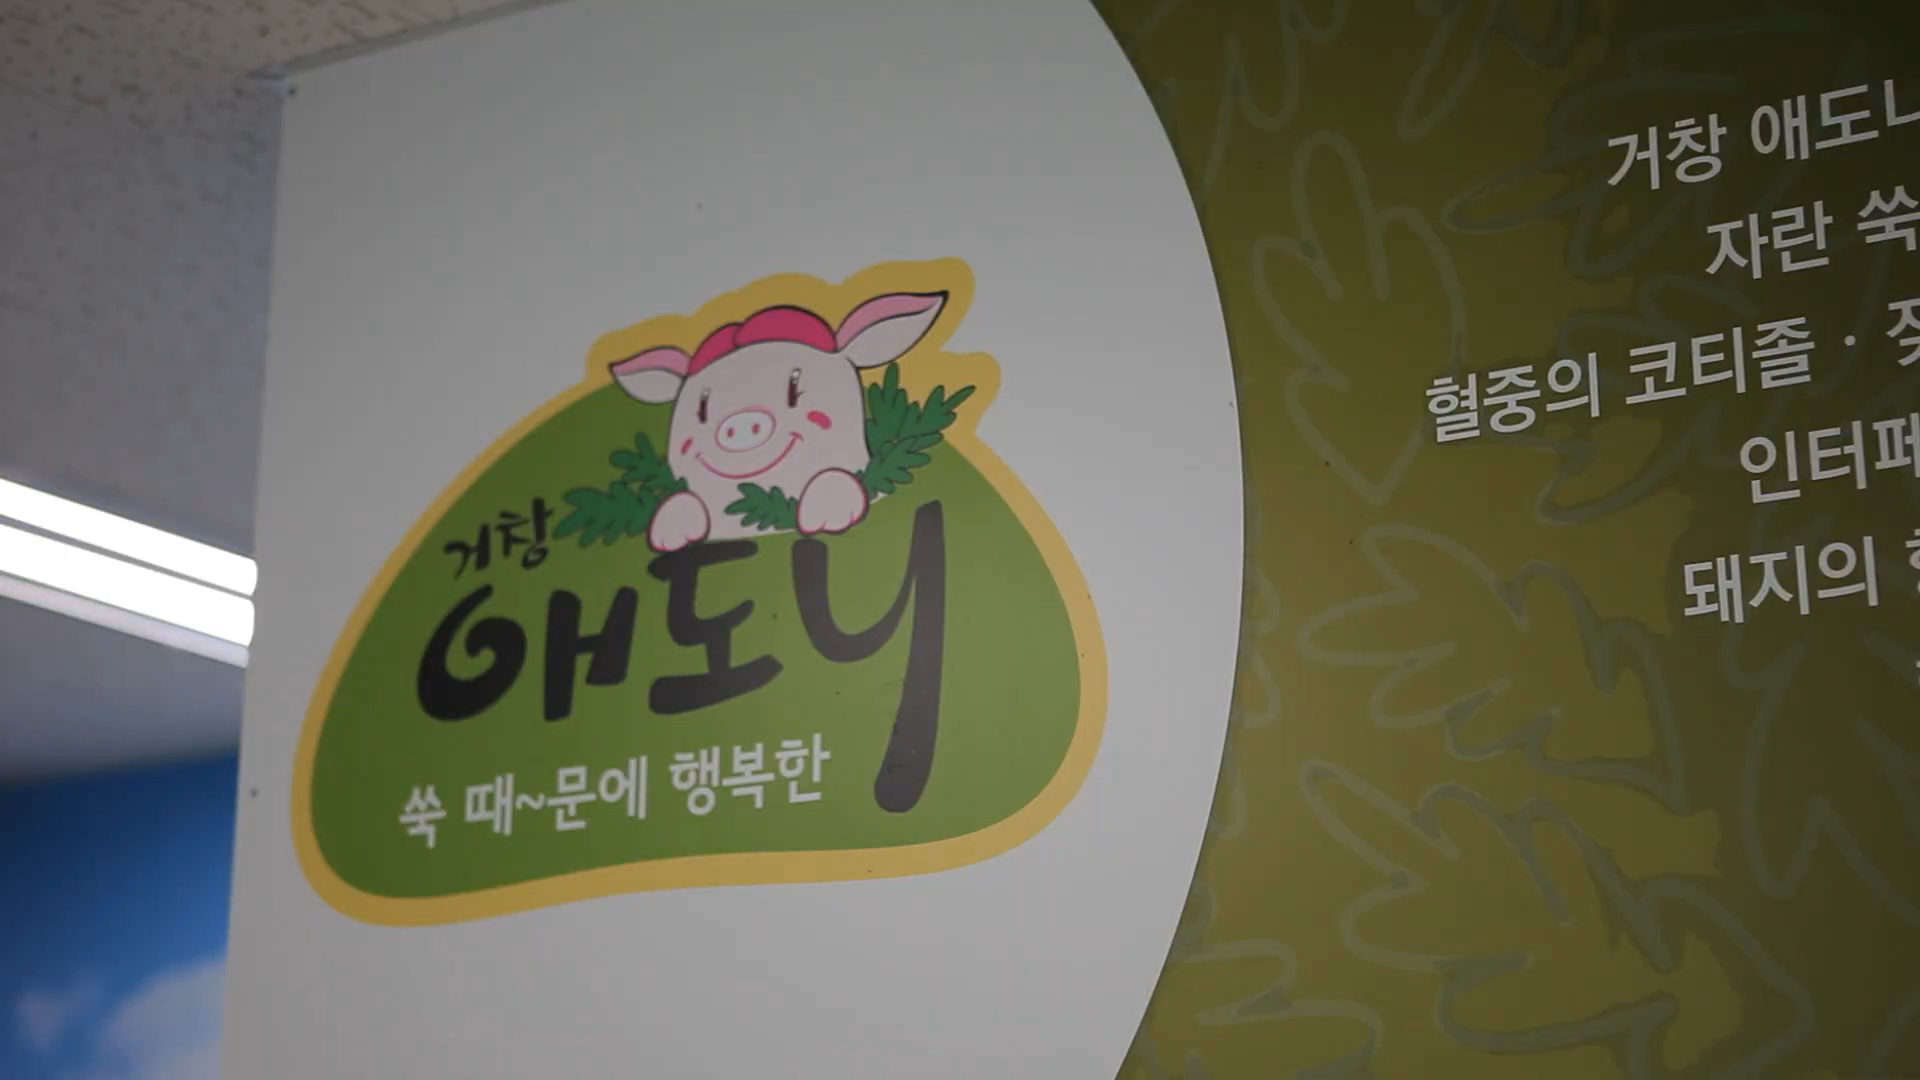 거창
애도니
쑥 때~문에 행복한
거창 애도니
자란 쑥
혈중의 코티졸 ·
인터페
돼지의